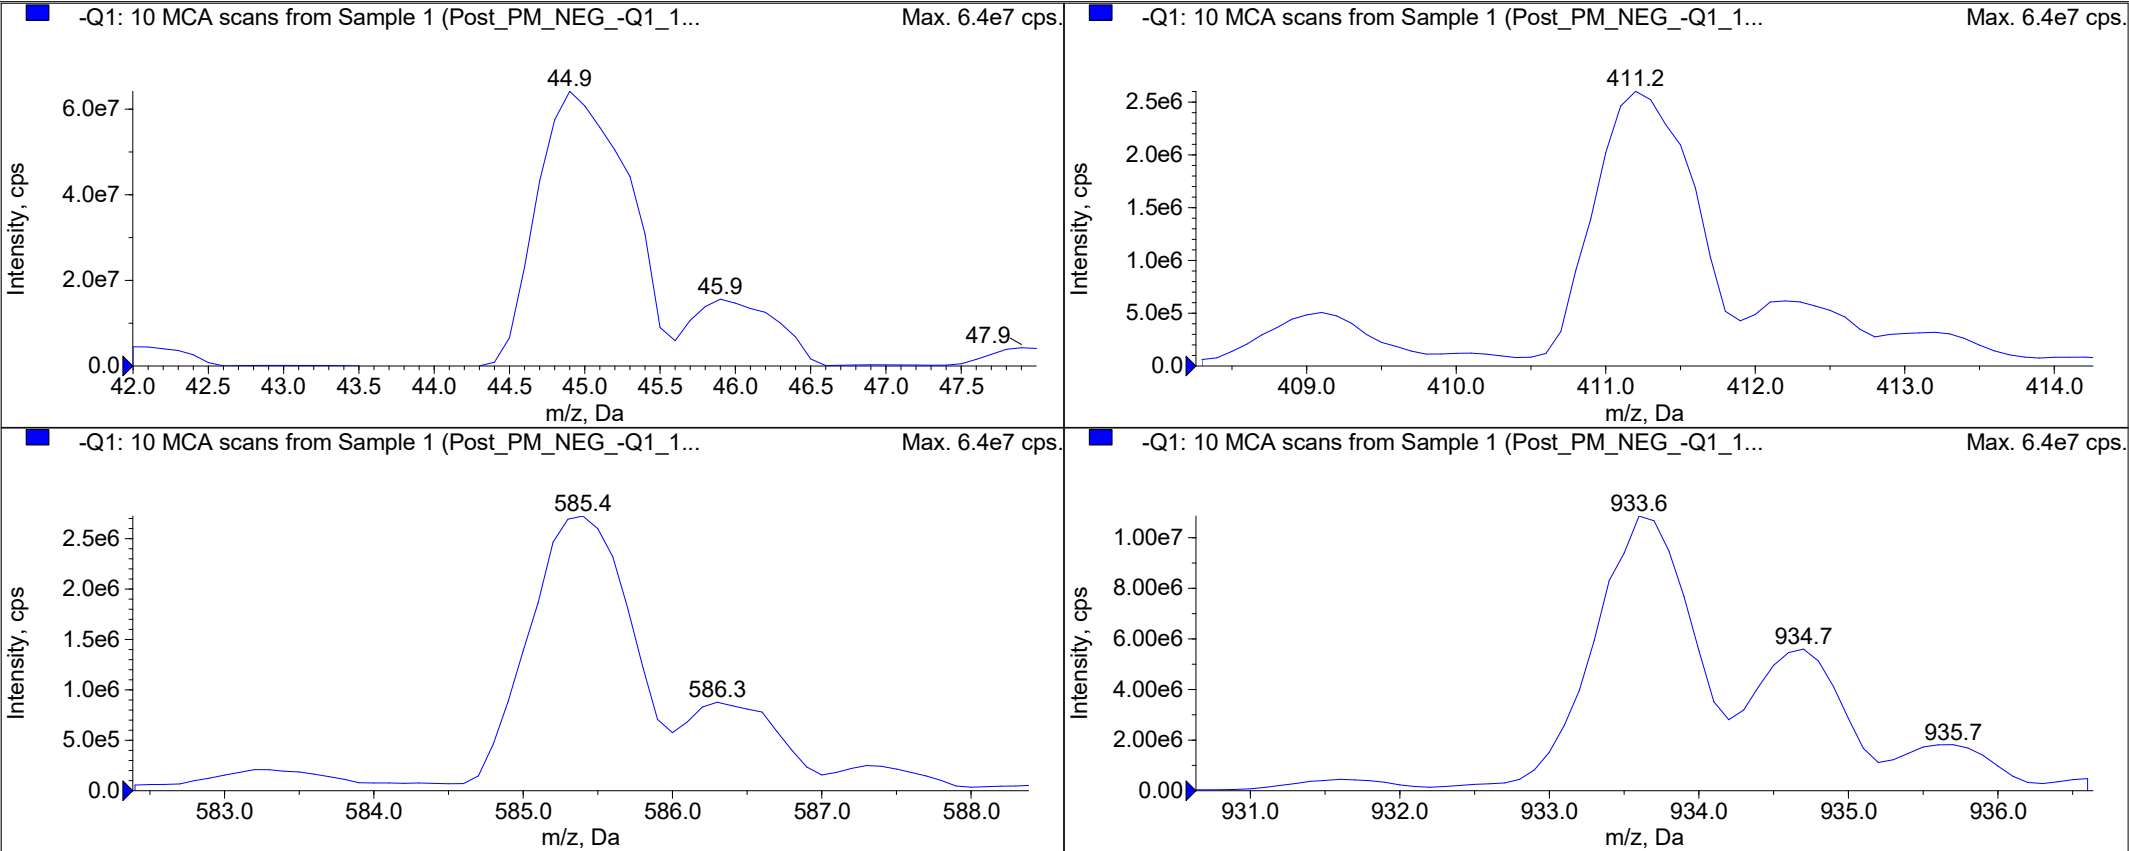 -Q1: 10 MCA scans from Sample 1 (Post_PM_NEG_-Q1_1...
Max. 6.4e7 cps.
44.9
6.0e7
4.0e7
2.0e7
0.0
45.9
47.9
42.0 42.5 43.0 43.5 44.0 44.5 45.0 45.5 46.0 46.5 47.0 47.5
m/z, Da
Intensity, cps
-Q1: 10 MCA scans from Sample 1 (Post_PM_NEG_-Q1_1...
Max. 6.4e7 cps.
411.2
2.5e6
2.0e6
1.5e6
1.0e6
5.0e5
0.0
409.0 410.0 411.0 412.0 413.0 414.0
m/z, Da
Intensity, cps
-Q1: 10 MCA scans from Sample 1 (Post_PM_NEG_-Q1_1...
Max. 6.4e7 cps.
585.4
2.5e6
2.0e6
1.5e6
1.0e6
5.0e5
0.0
586.3
583.0 584.0 585.0 586.0 587.0 588.0
m/z, Da
Intensity, cps
-Q1: 10 MCA scans from Sample 1 (Post_PM_NEG_-Q1_1...
Max. 6.4e7 cps.
933.6
1.00e7
8.00e6
6.00e6
4.00e6
2.00e6
0.00
934.7
935.7
931.0 932.0 933.0 934.0 935.0 936.0
m/z, Da
Intensity, cps